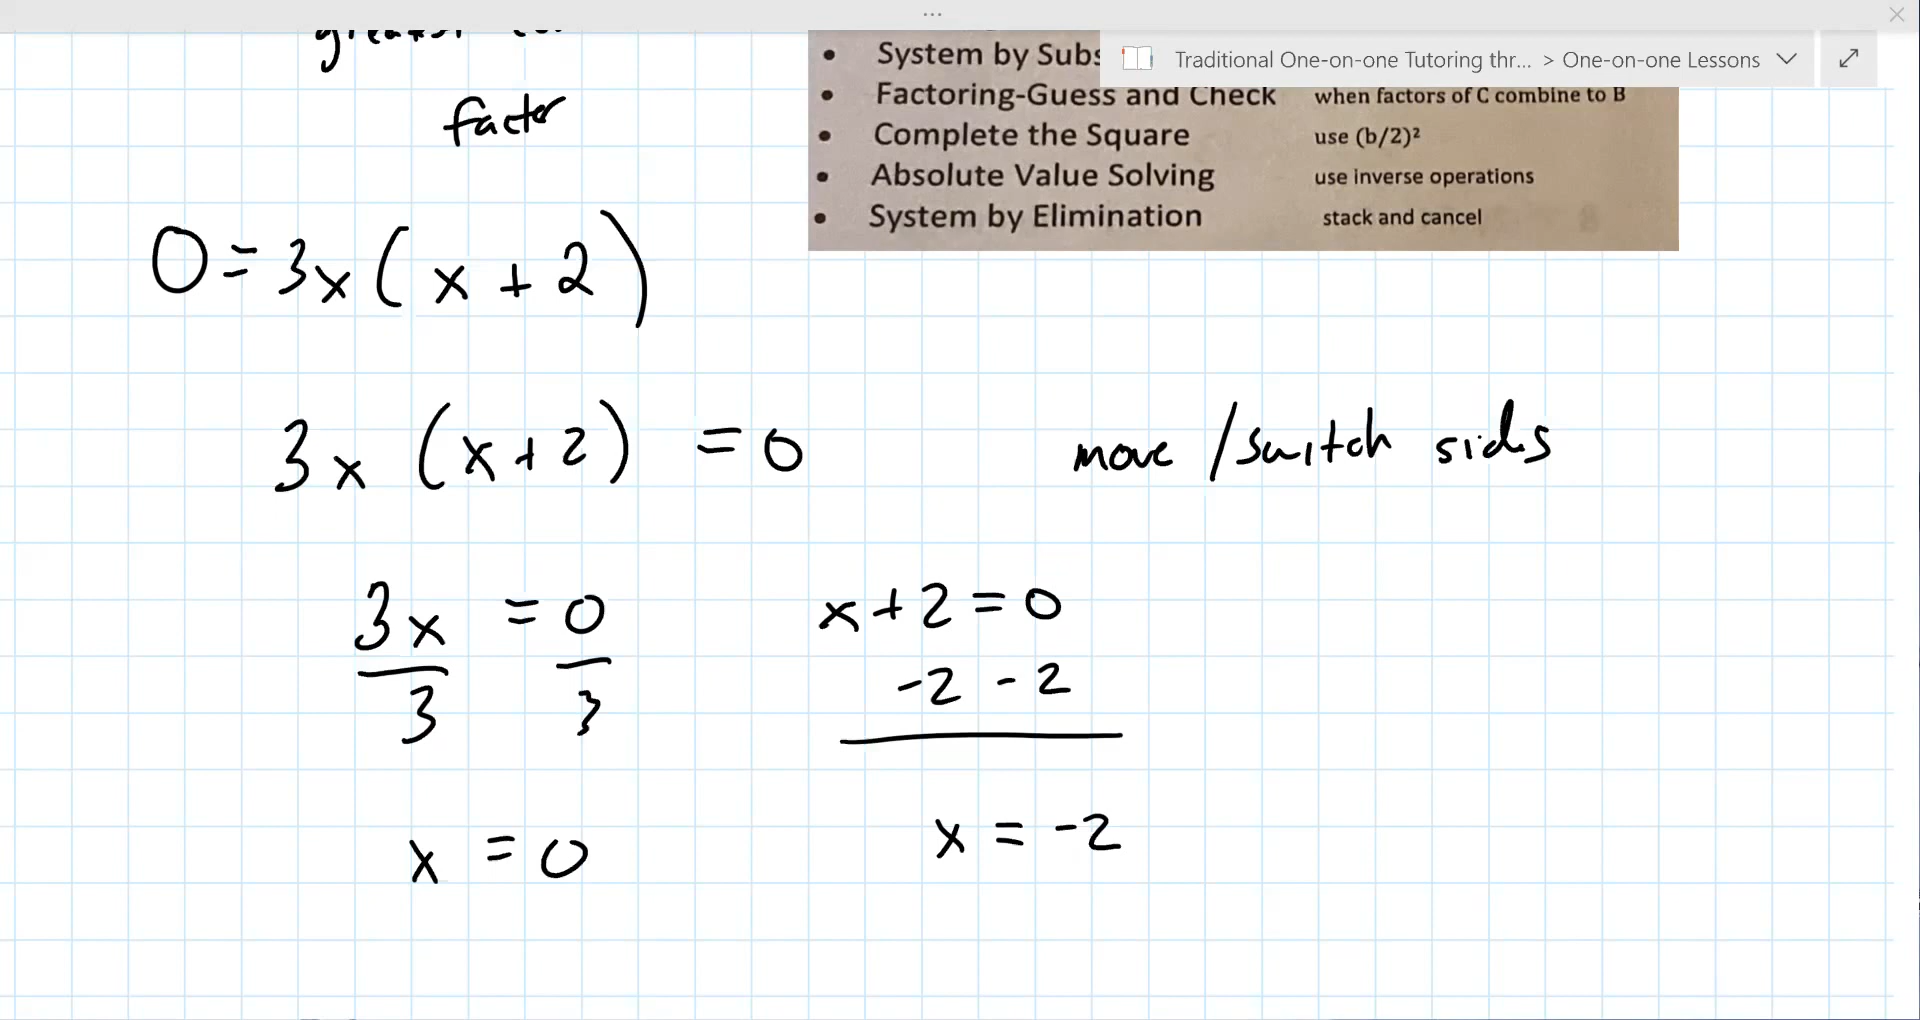 ...
Traditional One-on-one Tutoring thr... > One-on-one Lessons
greatest
factor
• System by Subs
• Factoring-Guess and Check when factors of C combine to B
• Complete the Square use (b/2)²
• Absolute Value Solving use inverse operations
• System by Elimination stack and cancel
0 = 3x (x + 2)
3x (x+2) = 0 move /switch sides
3x = 0 x+2=0
3 3 -2 -2
x = 0 x = -2